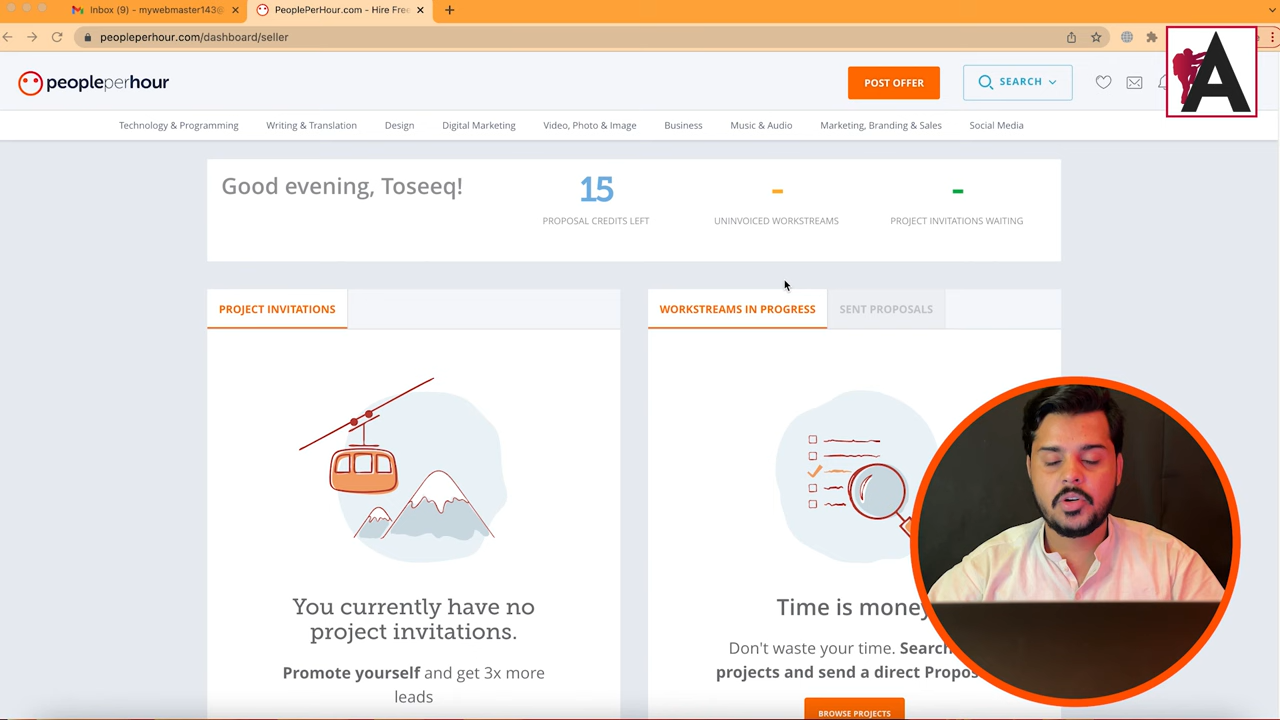 Inbox (9) - mywebmaster143@
PeoplePerHour.com - Hire Fre
peopleperhour.com/dashboard/seller
peopleperhour
POST OFFER
SEARCH
A
Technology & Programming
Writing & Translation
Design
Digital Marketing
Video, Photo & Image
Business
Music & Audio
Marketing, Branding & Sales
Social Media
Good evening, Toseeq!
15
PROPOSAL CREDITS LEFT
-
UNINVOICED WORKSTREAMS
-
PROJECT INVITATIONS WAITING
PROJECT INVITATIONS
WORKSTREAMS IN PROGRESS
SENT PROPOSALS
You currently have no
project invitations.
Promote yourself and get 3x more
leads
Time is money
Don't waste your time. Search
projects and send a direct Propos
BROWSE PROJECTS